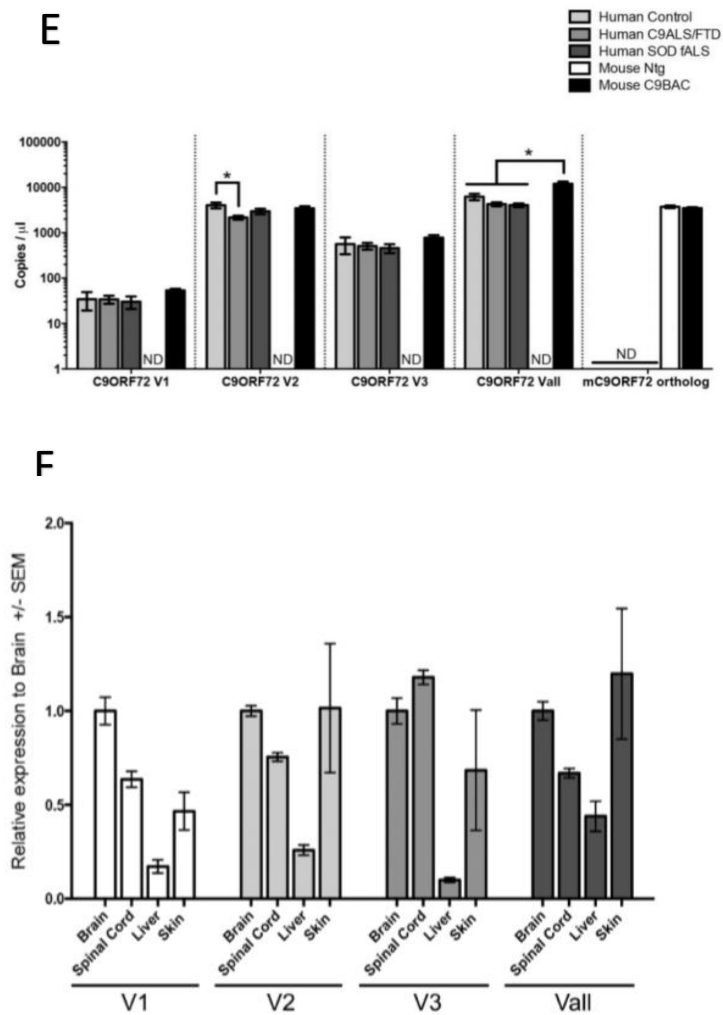 E
Human Control
Human C9ALS/FTD
Human SOD fALS
Mouse Ntg
Mouse C9BAC
Copies / µl
100000
10000
1000
100
10
1
*
*
ND
ND
ND
ND
ND
C9ORF72 V1
C9ORF72 V2
C9ORF72 V3
C9ORF72 Vall
mC9ORF72 ortholog
F
Relative expression to Brain +/- SEM
2.0
1.5
1.0
0.5
0.0
Brain
Spinal Cord
Liver
Skin
Brain
Spinal Cord
Liver
Skin
Brain
Spinal Cord
Liver
Skin
Brain
Spinal Cord
Liver
Skin
V1
V2
V3
Vall